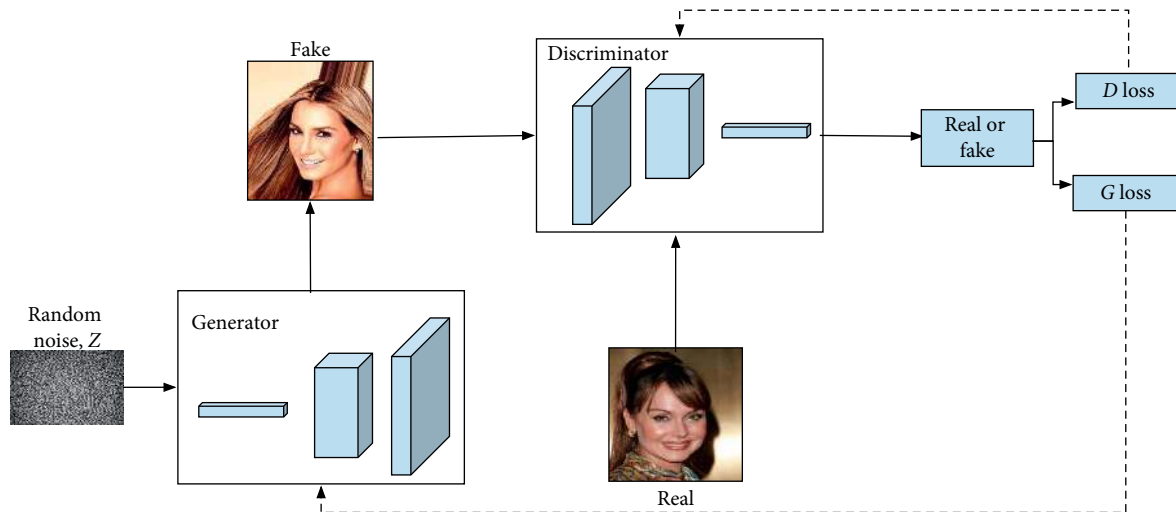 Fake
Discriminator
D loss
Real or
fake
G loss
Random
noise, Z
Generator
Real